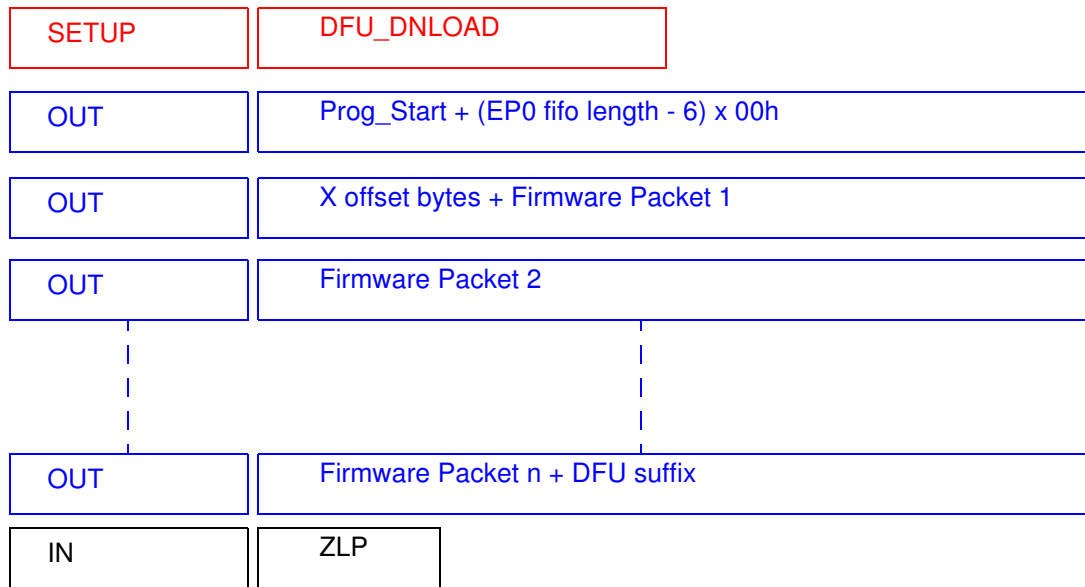 SETUP DFU_DNLOAD
OUT Prog_Start + (EP0 fifo length - 6) x 00h
OUT X offset bytes + Firmware Packet 1
OUT Firmware Packet 2
OUT Firmware Packet n + DFU suffix
IN ZLP